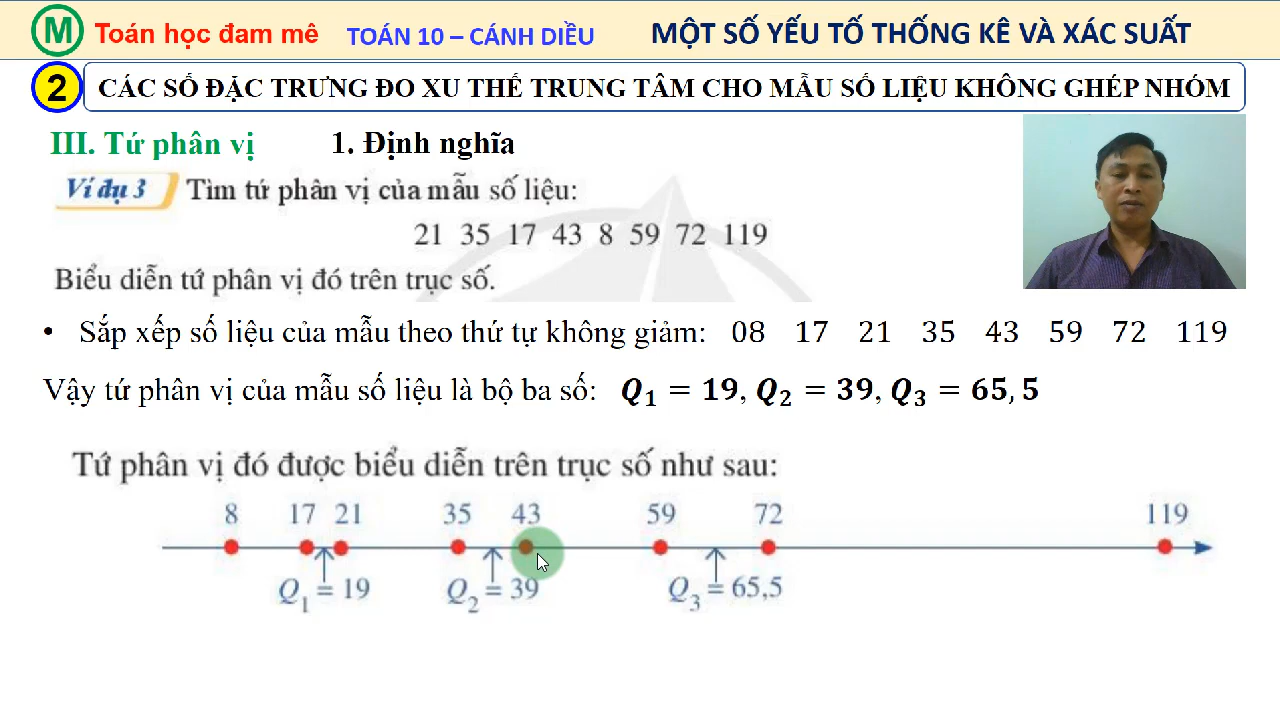 M Toán học đam mê TOÁN 10 – CÁNH DIỀU MỘT SỐ YẾU TỐ THỐNG KÊ VÀ XÁC SUẤT
2 CÁC SỐ ĐẶC TRƯNG ĐO XU THẾ TRUNG TÂM CHO MẪU SỐ LIỆU KHÔNG GHÉP NHÓM
III. Tứ phân vị 1. Định nghĩa
Ví dụ 3 Tìm tứ phân vị của mẫu số liệu:
21 35 17 43 8 59 72 119
Biểu diễn tứ phân vị đó trên trục số.
• Sắp xếp số liệu của mẫu theo thứ tự không giảm: 08 17 21 35 43 59 72 119
Vậy tứ phân vị của mẫu số liệu là bộ ba số: Q₁ = 19, Q₂ = 39, Q₃ = 65,5
Tứ phân vị đó được biểu diễn trên trục số như sau:
8 17 21 35 43 59 72 119
Q₁ = 19 Q₂ = 39 Q₃ = 65,5